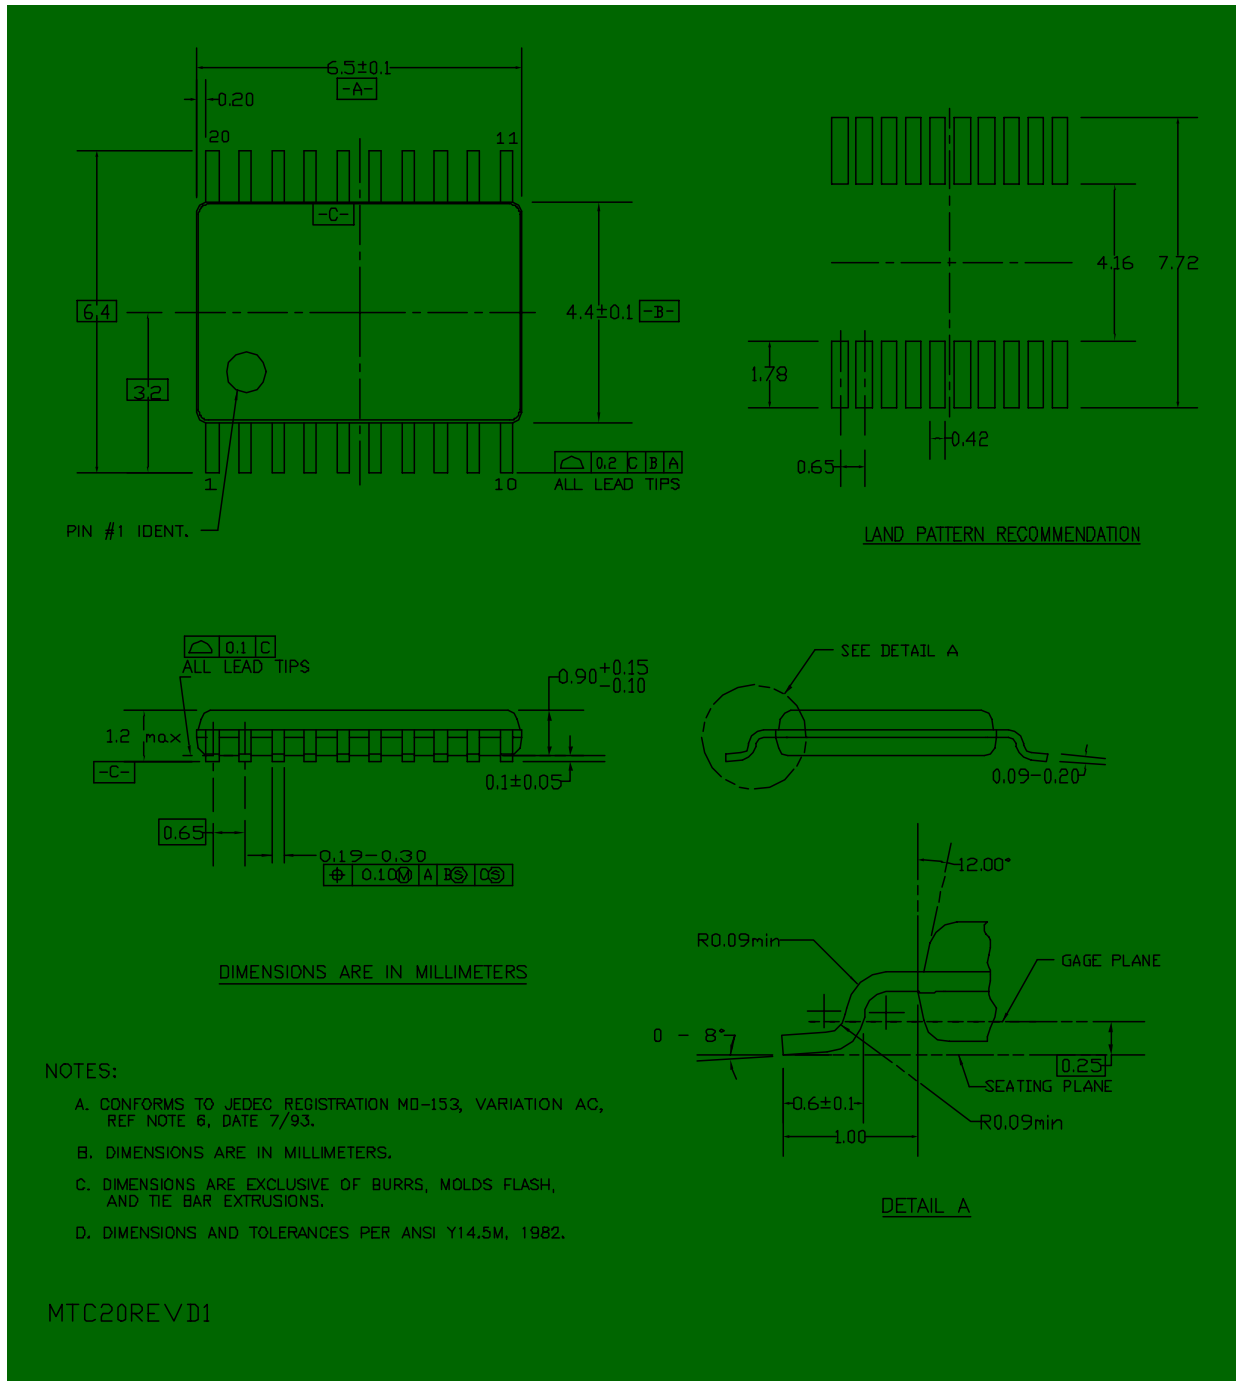 6.5±0.1
-A-
0.20
20
11
-C-
6.4
4.4±0.1
-B-
3.2
0.2 C B A
ALL LEAD TIPS
1
10
PIN #1 IDENT.
4.16
7.72
1.78
0.42
0.65
LAND PATTERN RECOMMENDATION
0.1 C
ALL LEAD TIPS
0.90 +0.15
-0.10
1.2 max
-C-
0.1±0.05
0.65
0.19-0.30
⌖ 0.10Ⓜ A BⓈ CⓈ
DIMENSIONS ARE IN MILLIMETERS
SEE DETAIL A
0.09-0.20
12.00°
R0.09min
GAGE PLANE
0 - 8°
0.25
SEATING PLANE
0.6±0.1
R0.09min
1.00
DETAIL A
NOTES:
A. CONFORMS TO JEDEC REGISTRATION MO-153, VARIATION AC,
REF NOTE 6, DATE 7/93.
B. DIMENSIONS ARE IN MILLIMETERS.
C. DIMENSIONS ARE EXCLUSIVE OF BURRS, MOLDS FLASH,
AND TIE BAR EXTRUSIONS.
D. DIMENSIONS AND TOLERANCES PER ANSI Y14.5M, 1982.
MTC20REVD1